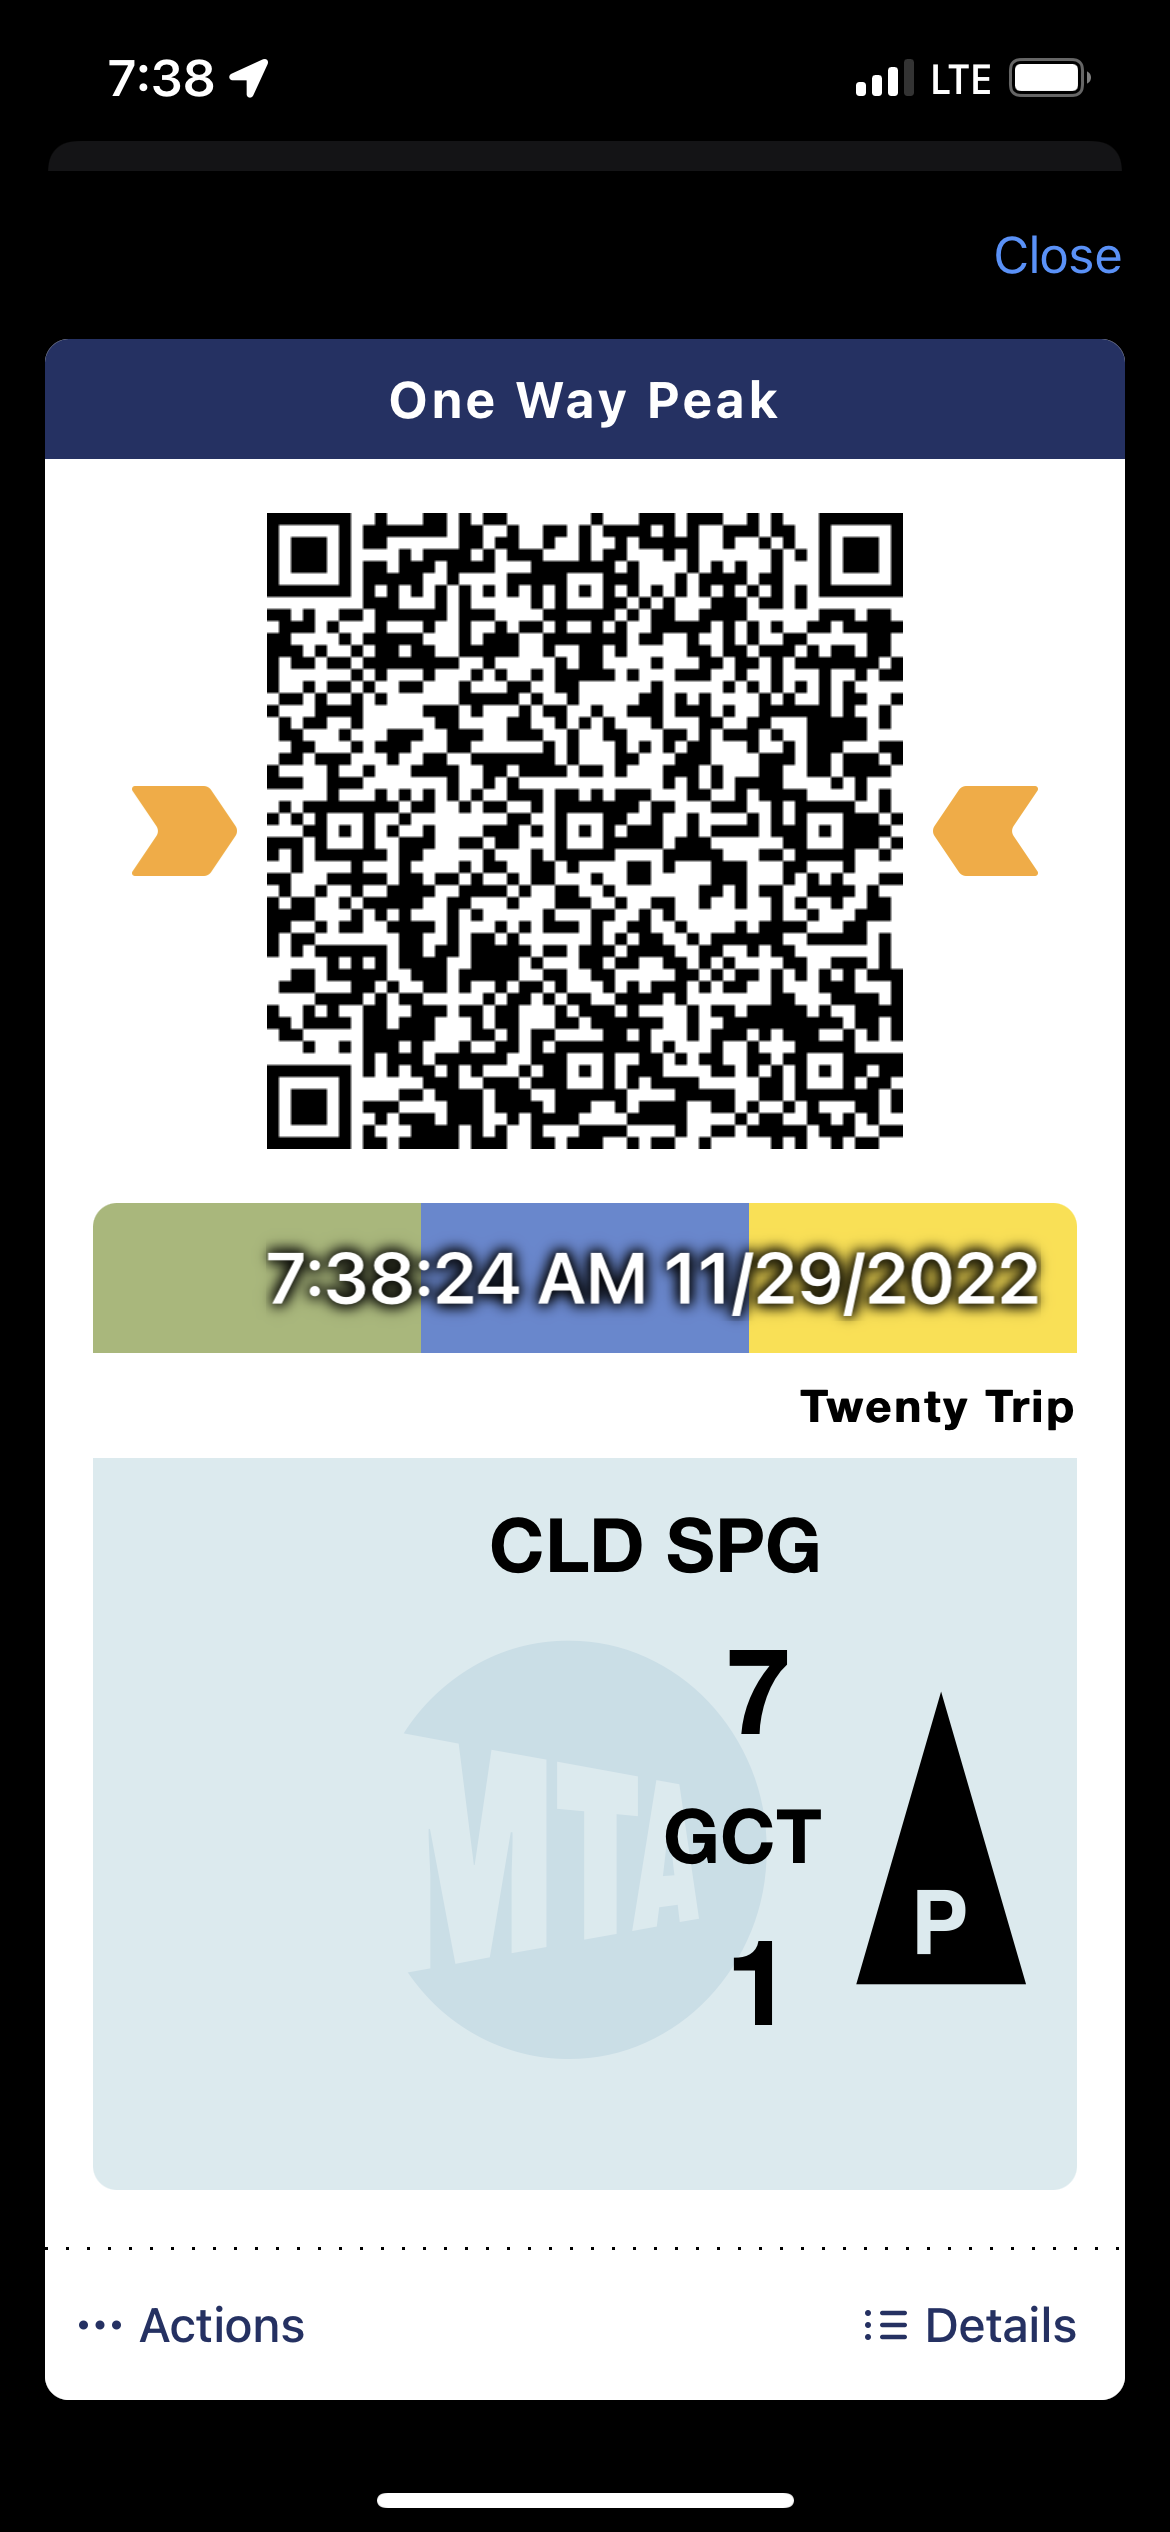 7:38 LTE
Close
One Way Peak
7:38:24 AM 11/29/2022
Twenty Trip
CLD SPG
7
MTA
GCT
1
P
Actions Details